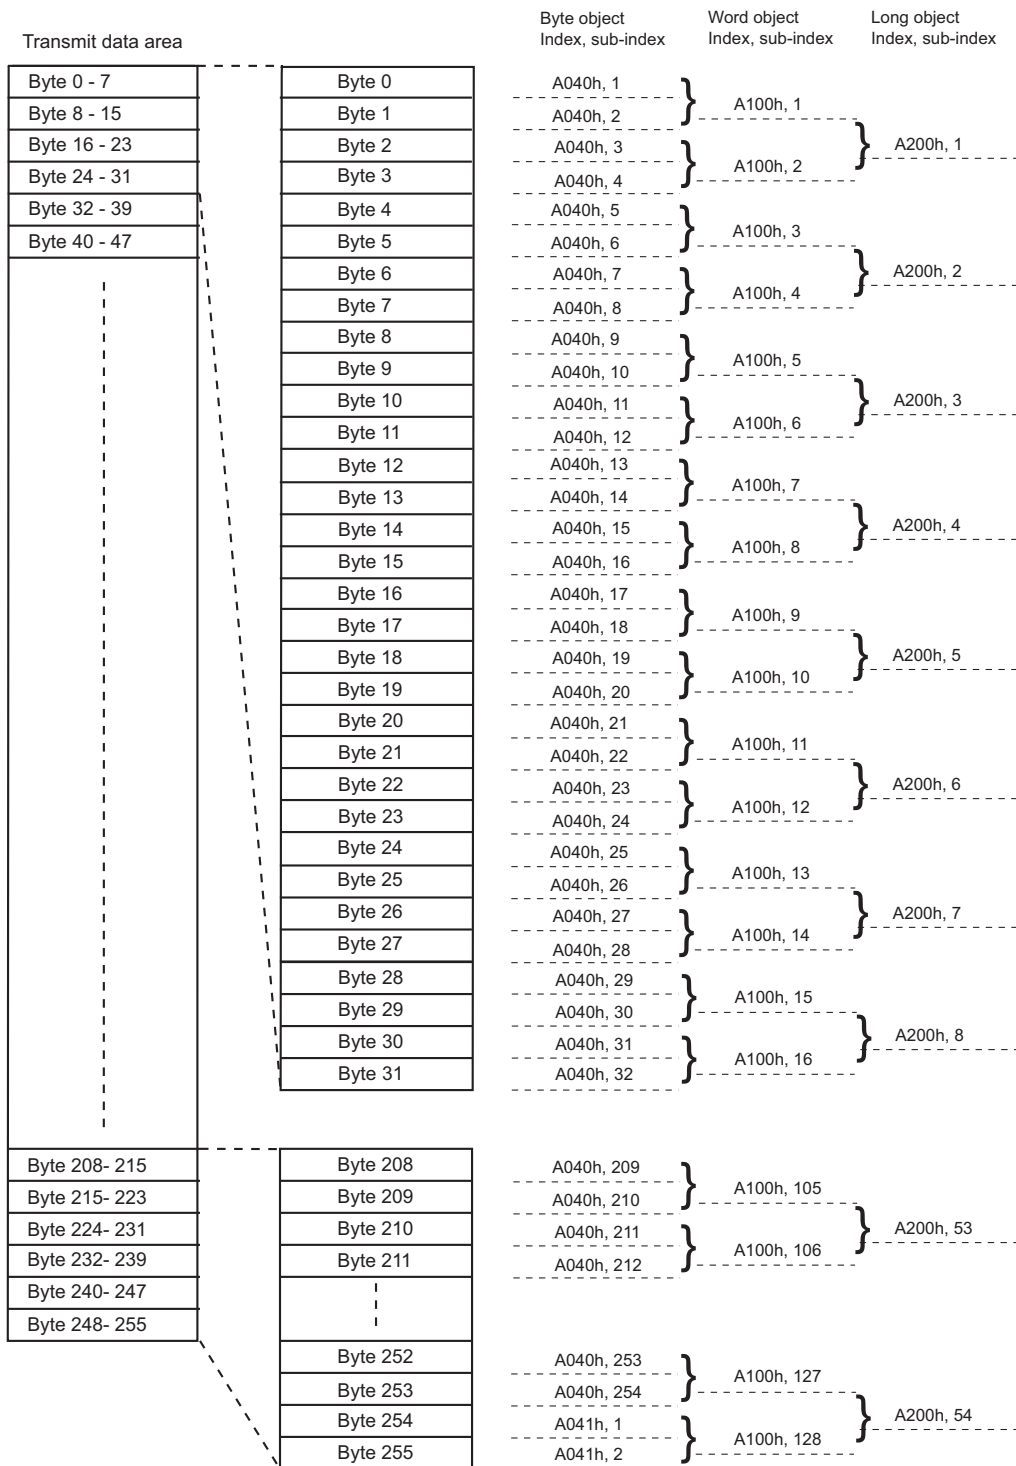 Transmit data area
Byte object
Index, sub-index
Word object
Index, sub-index
Long object
Index, sub-index
Byte 0 - 7
Byte 8 - 15
Byte 16 - 23
Byte 24 - 31
Byte 32 - 39
Byte 40 - 47
Byte 208- 215
Byte 215- 223
Byte 224- 231
Byte 232- 239
Byte 240- 247
Byte 248- 255
Byte 0
Byte 1
Byte 2
Byte 3
Byte 4
Byte 5
Byte 6
Byte 7
Byte 8
Byte 9
Byte 10
Byte 11
Byte 12
Byte 13
Byte 14
Byte 15
Byte 16
Byte 17
Byte 18
Byte 19
Byte 20
Byte 21
Byte 22
Byte 23
Byte 24
Byte 25
Byte 26
Byte 27
Byte 28
Byte 29
Byte 30
Byte 31
Byte 208
Byte 209
Byte 210
Byte 211
Byte 252
Byte 253
Byte 254
Byte 255
A040h, 1
A040h, 2
A040h, 3
A040h, 4
A040h, 5
A040h, 6
A040h, 7
A040h, 8
A040h, 9
A040h, 10
A040h, 11
A040h, 12
A040h, 13
A040h, 14
A040h, 15
A040h, 16
A040h, 17
A040h, 18
A040h, 19
A040h, 20
A040h, 21
A040h, 22
A040h, 23
A040h, 24
A040h, 25
A040h, 26
A040h, 27
A040h, 28
A040h, 29
A040h, 30
A040h, 31
A040h, 32
A040h, 209
A040h, 210
A040h, 211
A040h, 212
A040h, 253
A040h, 254
A041h, 1
A041h, 2
A100h, 1
A100h, 2
A100h, 3
A100h, 4
A100h, 5
A100h, 6
A100h, 7
A100h, 8
A100h, 9
A100h, 10
A100h, 11
A100h, 12
A100h, 13
A100h, 14
A100h, 15
A100h, 16
A100h, 105
A100h, 106
A100h, 127
A100h, 128
A200h, 1
A200h, 2
A200h, 3
A200h, 4
A200h, 5
A200h, 6
A200h, 7
A200h, 8
A200h, 53
A200h, 54